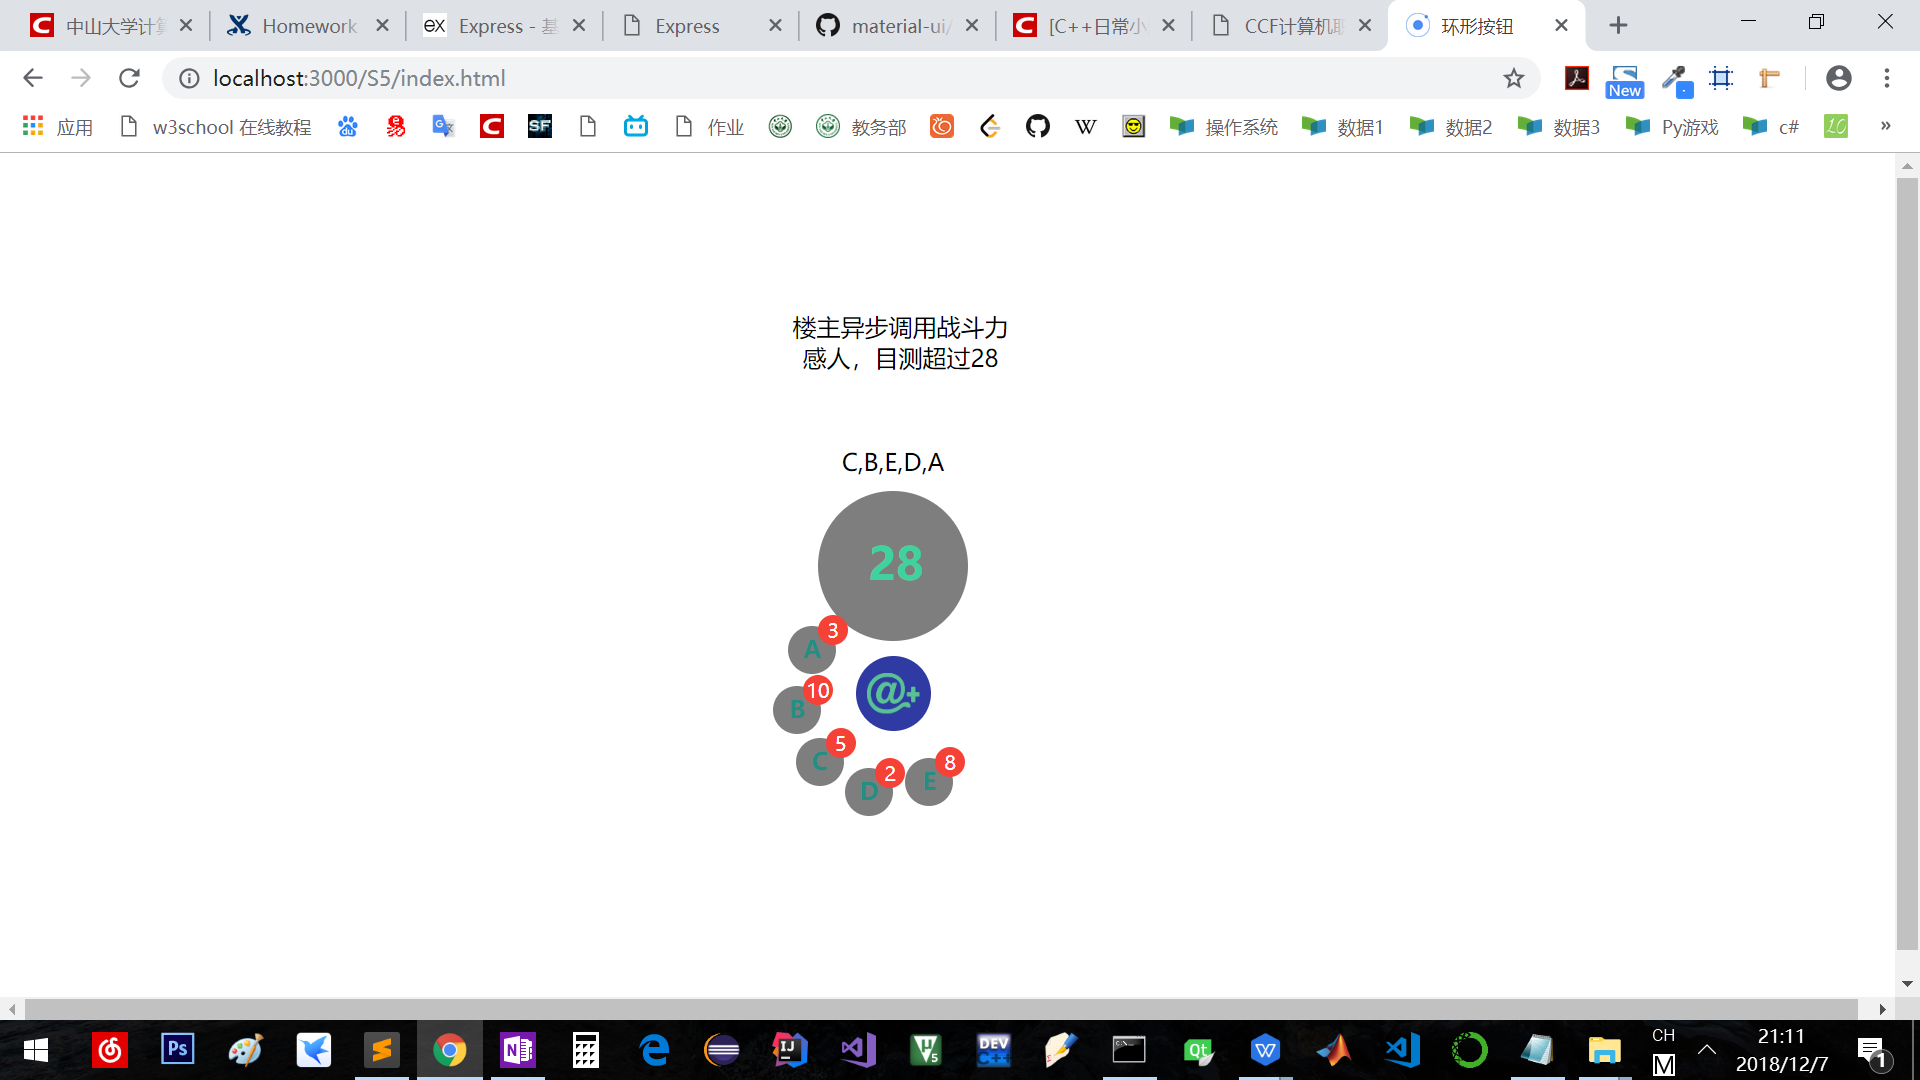 中山大学计算
Homework
Express - 基
Express
material-ui/
[C++日常小
CCF计算机职
环形按钮
localhost:3000/S5/index.html
New
应用
w3school 在线教程
作业
教务部
操作系统
数据1
数据2
数据3
Py游戏
c#
»
楼主异步调用战斗力
感人，目测超过28
C,B,E,D,A
28
A
3
@+
B
10
C
5
D
2
E
8
CH
M
21:11
2018/12/7
1